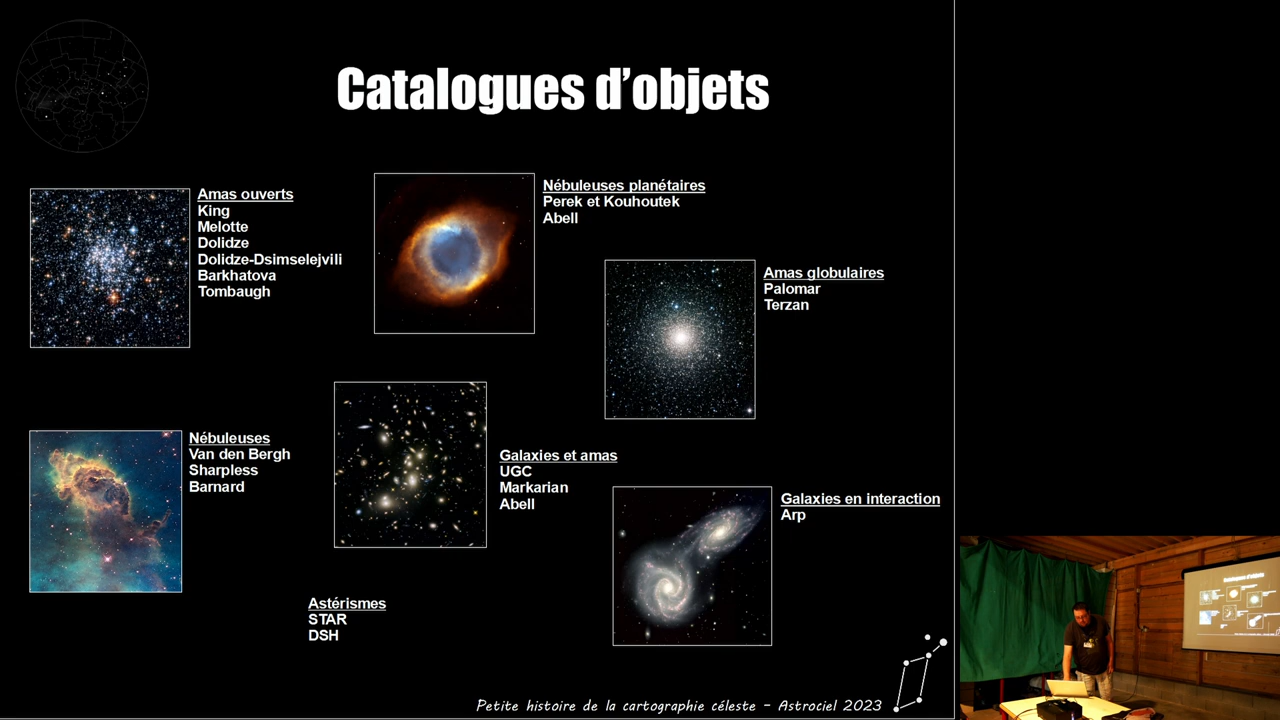 Catalogues d'objets
Amas ouverts
King
Melotte
Dolidze
Dolidze-Dsimselejvili
Barkhatova
Tombaugh
Nébuleuses planétaires
Perek et Kouhoutek
Abell
Amas globulaires
Palomar
Terzan
Nébuleuses
Van den Bergh
Sharpless
Barnard
Galaxies et amas
UGC
Markarian
Abell
Galaxies en interaction
Arp
Astérismes
STAR
DSH
Petite histoire de la cartographie céleste – Astrociel 2023
Catalogues d'objets